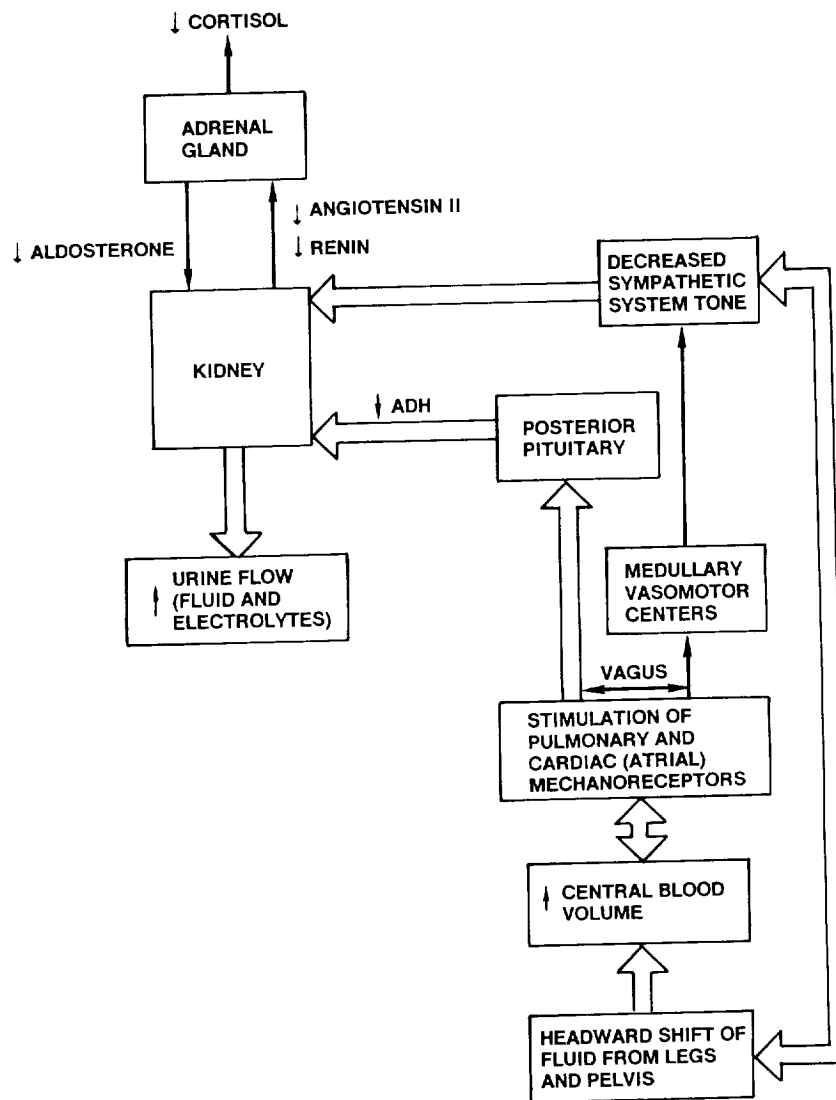 ↓ CORTISOL
ADRENAL
GLAND
↓ ANGIOTENSIN II
↓ ALDOSTERONE
↓ RENIN
DECREASED
SYMPATHETIC
SYSTEM TONE
KIDNEY
↓ ADH
POSTERIOR
PITUITARY
↑ URINE FLOW
(FLUID AND
ELECTROLYTES)
MEDULLARY
VASOMOTOR
CENTERS
VAGUS
STIMULATION OF
PULMONARY AND
CARDIAC (ATRIAL)
MECHANORECEPTORS
↑ CENTRAL BLOOD
VOLUME
HEADWARD SHIFT OF
FLUID FROM LEGS
AND PELVIS